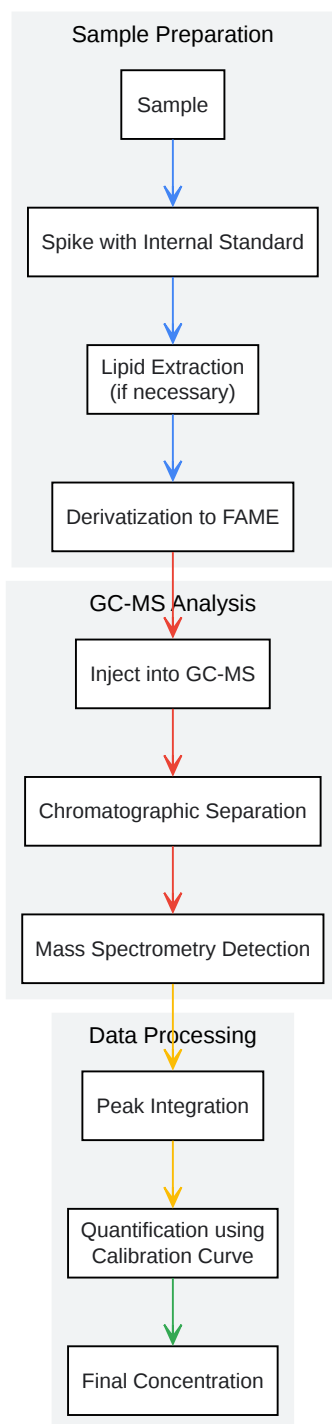 Sample Preparation
Sample
Spike with Internal Standard
Lipid Extraction
(if necessary)
Derivatization to FAME
GC-MS Analysis
Inject into GC-MS
Chromatographic Separation
Mass Spectrometry Detection
Data Processing
Peak Integration
Quantification using
Calibration Curve
Final Concentration